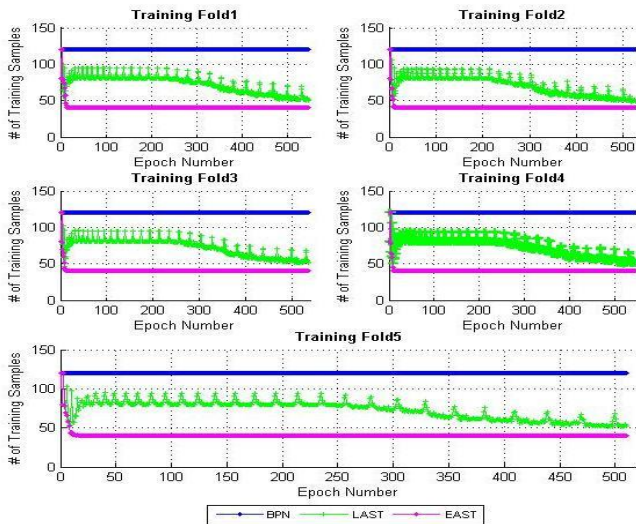 Training Fold1
# of Training Samples
150
100
50
0
0 100 200 300 400 500
Epoch Number
Training Fold2
# of Training Samples
150
100
50
0
0 100 200 300 400 500
Epoch Number
Training Fold3
# of Training Samples
150
100
50
0
0 100 200 300 400 500
Epoch Number
Training Fold4
# of Training Samples
150
100
50
0
0 100 200 300 400 500
Epoch Number
Training Fold5
# of Training Samples
150
100
50
0
0 50 100 150 200 250 300 350 400 450 500
Epoch Number
BPN LAST EAST